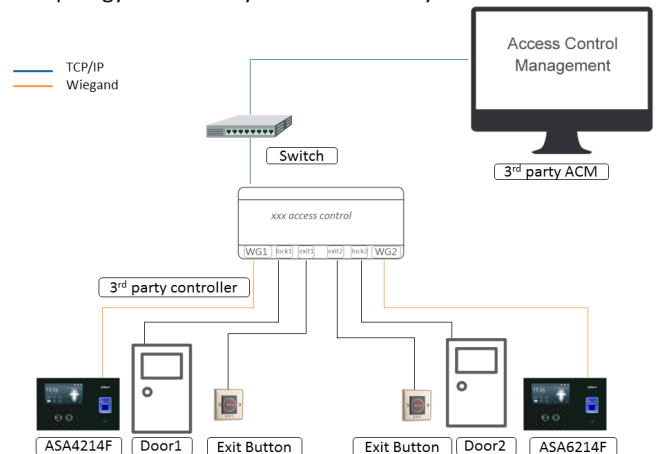 TCP/IP
Wiegand
Access Control
Management
Switch
3rd party ACM
xxx access control
WG1 lock1 exit1 exit2 lock2 WG2
3rd party controller
ASA4214F Door1 Exit Button Exit Button Door2 ASA6214F